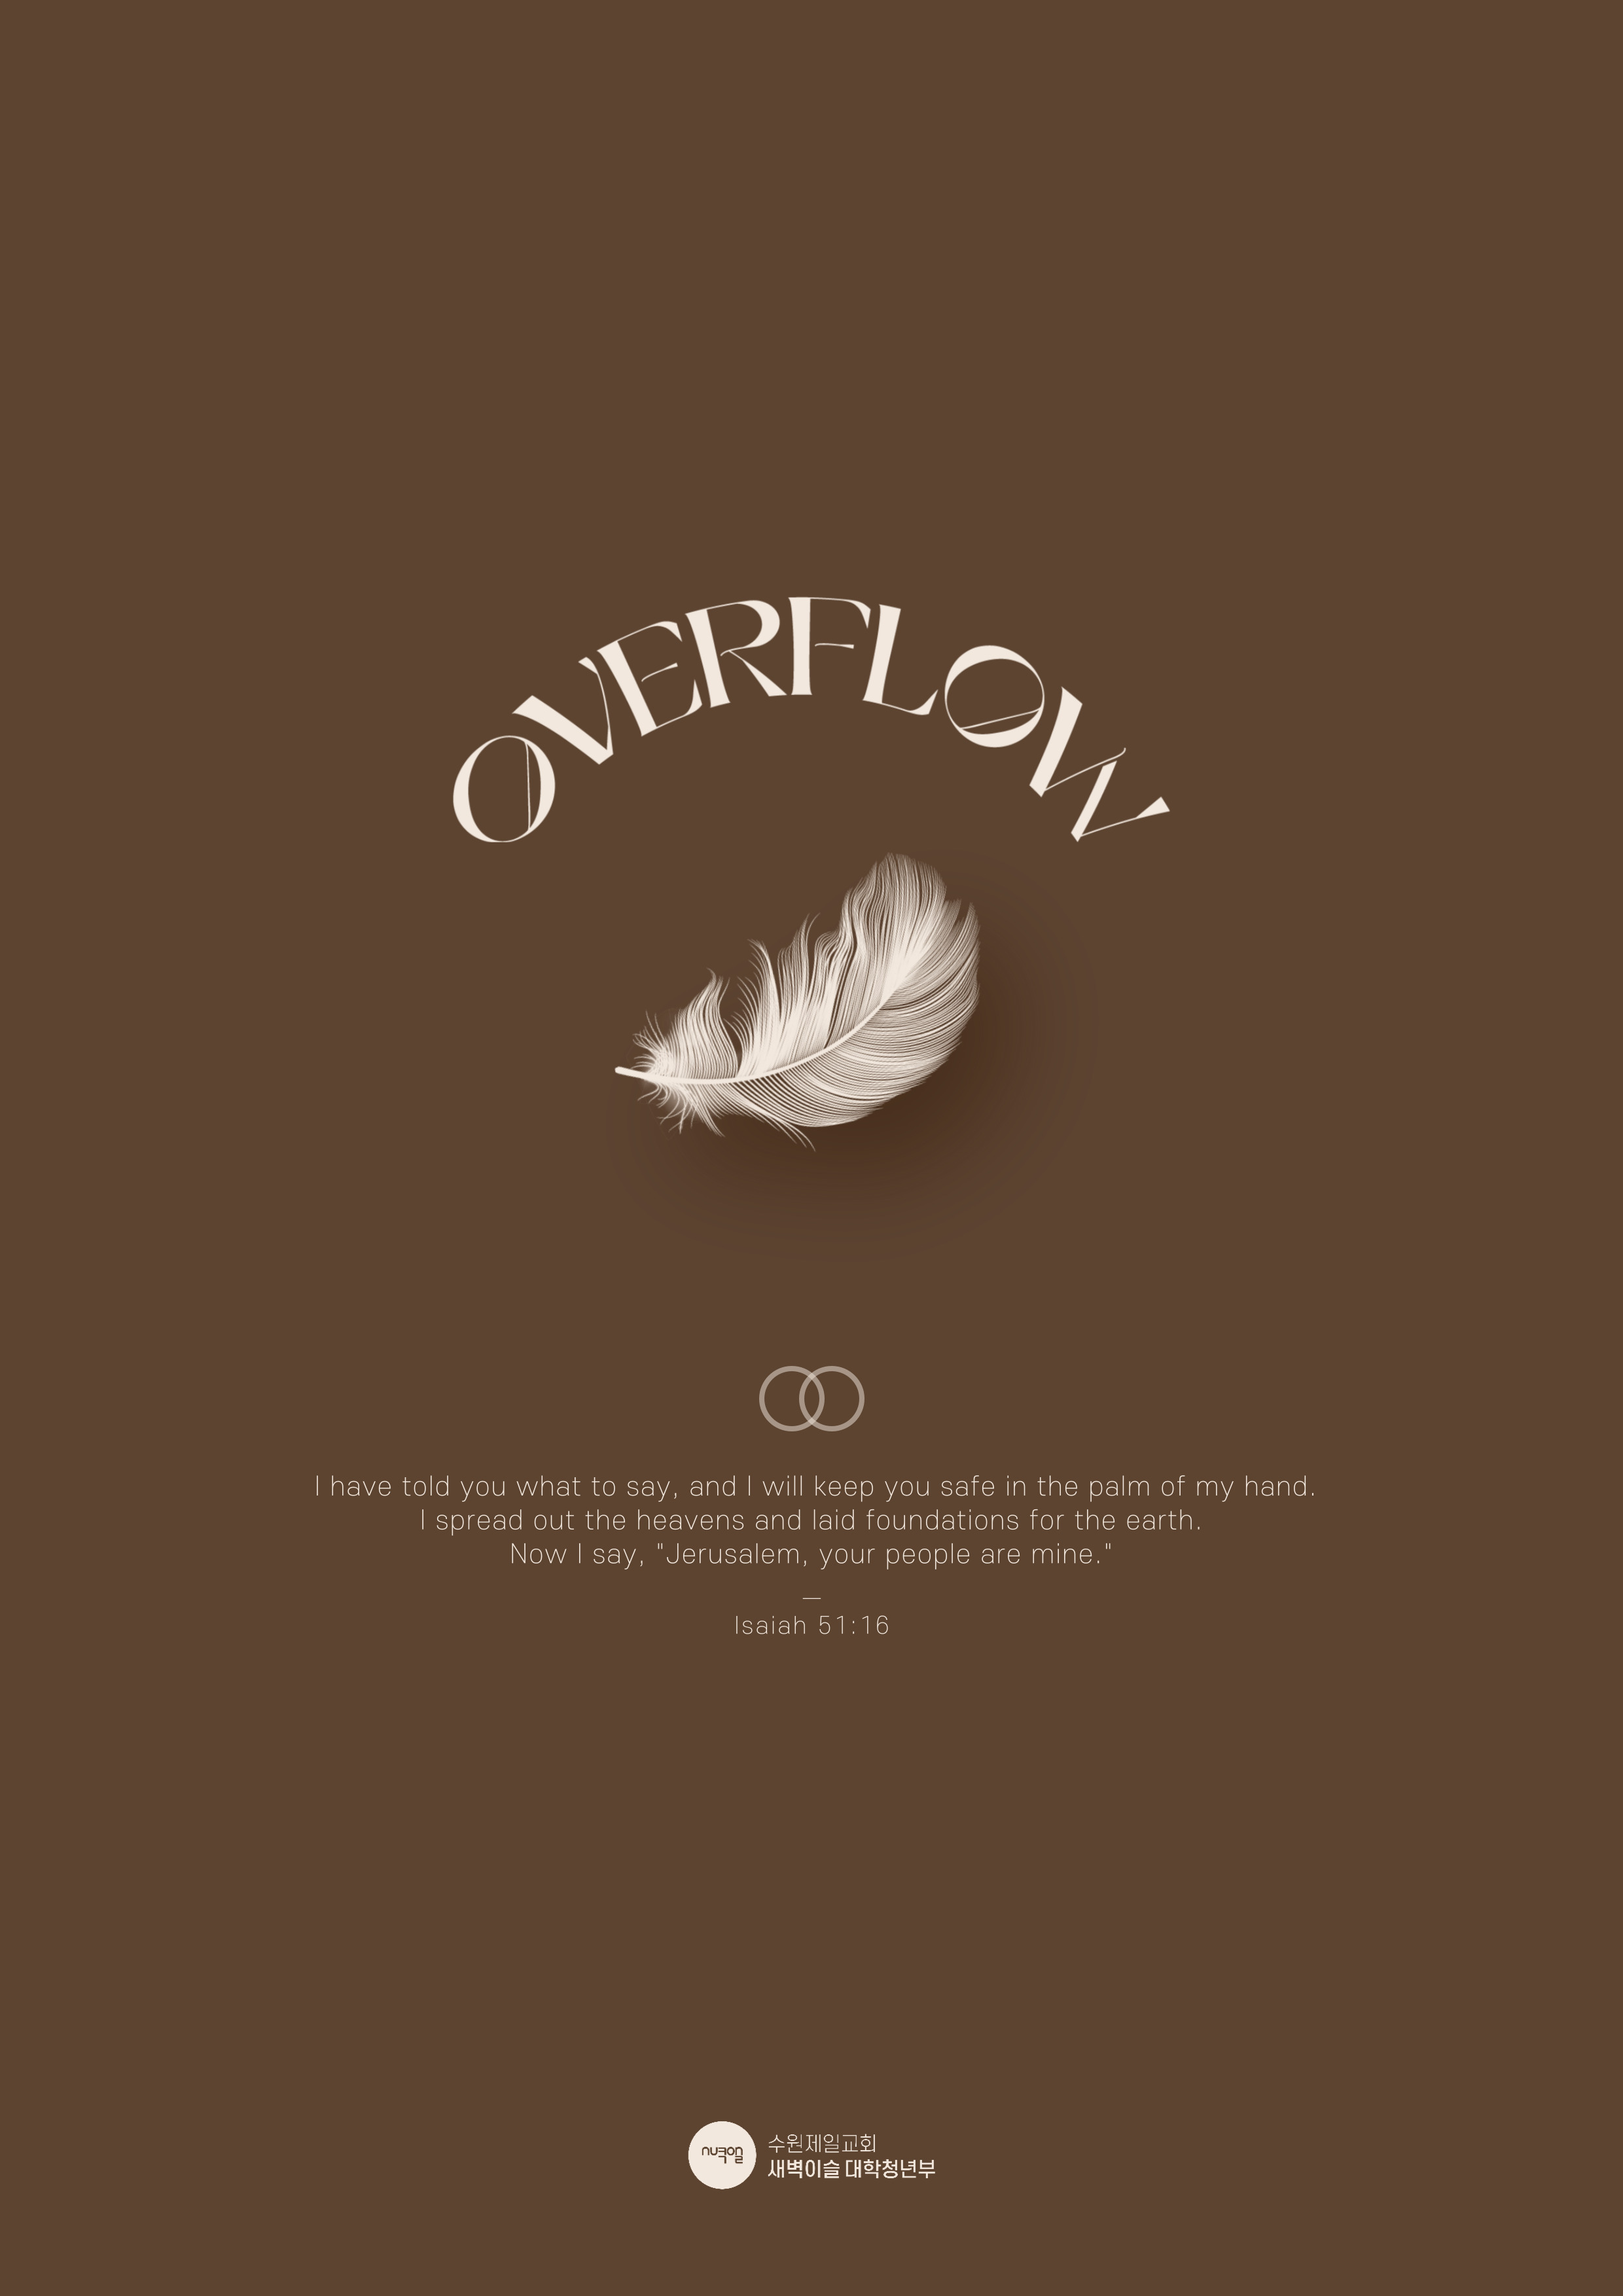 OVERFLOW
I have told you what to say, and I will keep you safe in the palm of my hand.
I spread out the heavens and laid foundations for the earth.
Now I say, "Jerusalem, your people are mine."
—
Isaiah 51:16
수원제일교회
새벽이슬 대학청년부